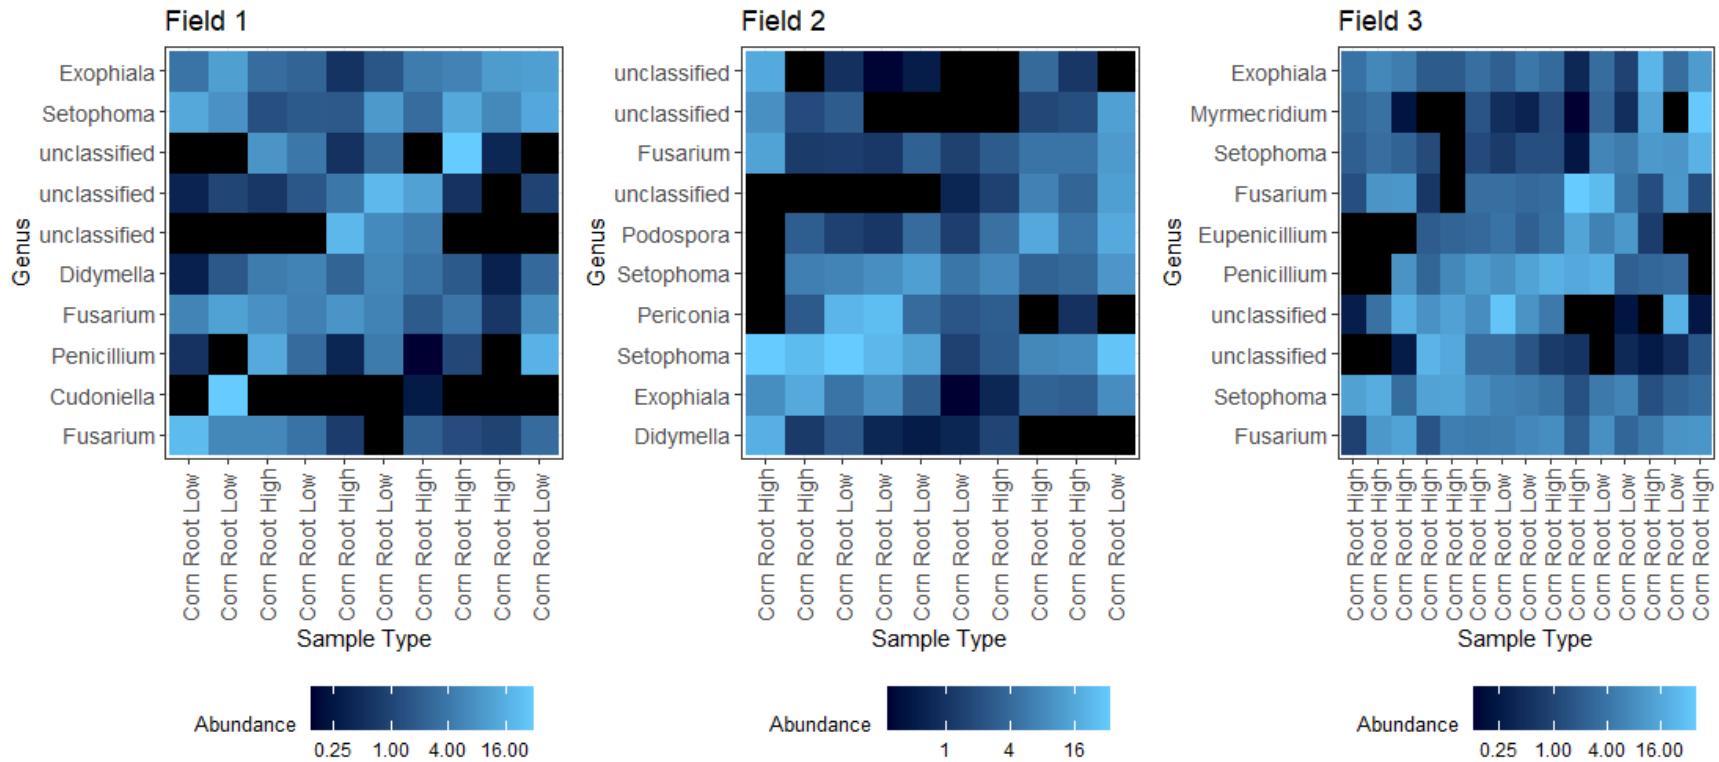 Field 1
Exophiala
Setophoma
unclassified
unclassified
unclassified
Didymella
Fusarium
Penicillium
Cudoniella
Fusarium
Genus
Corn Root Low
Corn Root Low
Corn Root High
Corn Root Low
Corn Root High
Corn Root Low
Corn Root High
Corn Root High
Corn Root High
Corn Root Low
Sample Type
Abundance
0.25 1.00 4.00 16.00
Field 2
unclassified
unclassified
Fusarium
unclassified
Podospora
Setophoma
Periconia
Setophoma
Exophiala
Didymella
Genus
Corn Root High
Corn Root High
Corn Root Low
Corn Root High
Corn Root Low
Corn Root Low
Corn Root High
Corn Root Low
Corn Root High
Corn Root Low
Sample Type
Abundance
1 4 16
Field 3
Exophiala
Myrmecridium
Setophoma
Fusarium
Eupenicillium
Penicillium
unclassified
unclassified
Setophoma
Fusarium
Genus
Corn Root High
Corn Root High
Corn Root High
Corn Root High
Corn Root High
Corn Root Low
Corn Root Low
Corn Root Low
Corn Root High
Corn Root High
Corn Root Low
Corn Root Low
Corn Root High
Corn Root Low
Corn Root High
Sample Type
Abundance
0.25 1.00 4.00 16.00